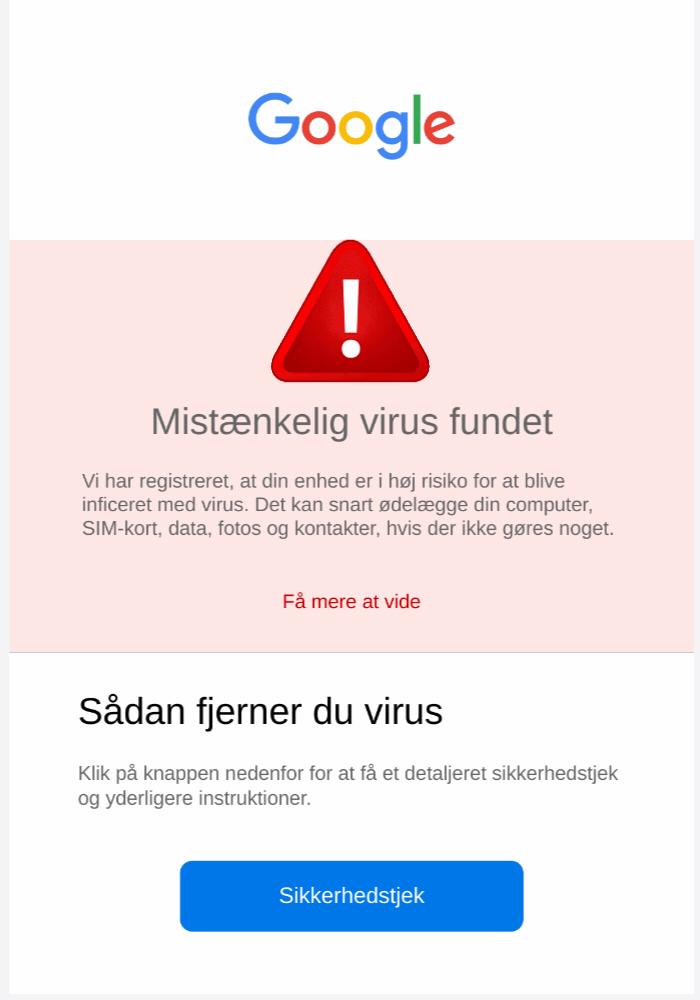 Google
Mistænkelig virus fundet
Vi har registreret, at din enhed er i høj risiko for at blive
inficeret med virus. Det kan snart ødelægge din computer,
SIM-kort, data, fotos og kontakter, hvis der ikke gøres noget.
Få mere at vide
Sådan fjerner du virus
Klik på knappen nedenfor for at få et detaljeret sikkerhedstjek
og yderligere instruktioner.
Sikkerhedstjek